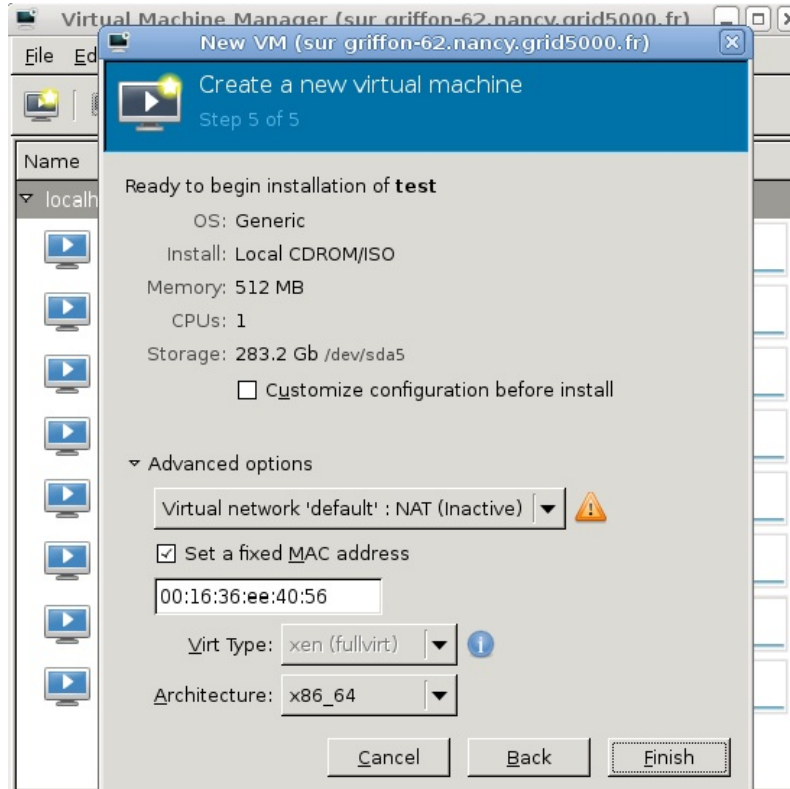 Virtual Machine Manager (sur griffon-62.nancy.grid5000.fr)
New VM (sur griffon-62.nancy.grid5000.fr)
File Ed
Create a new virtual machine
Step 5 of 5
Name
localh
Ready to begin installation of test
OS: Generic
Install: Local CDROM/ISO
Memory: 512 MB
CPUs: 1
Storage: 283.2 Gb /dev/sda5
Customize configuration before install
Advanced options
Virtual network 'default' : NAT (Inactive)
Set a fixed MAC address
00:16:36:ee:40:56
Virt Type: xen (fullvirt)
Architecture: x86_64
Cancel Back Finish